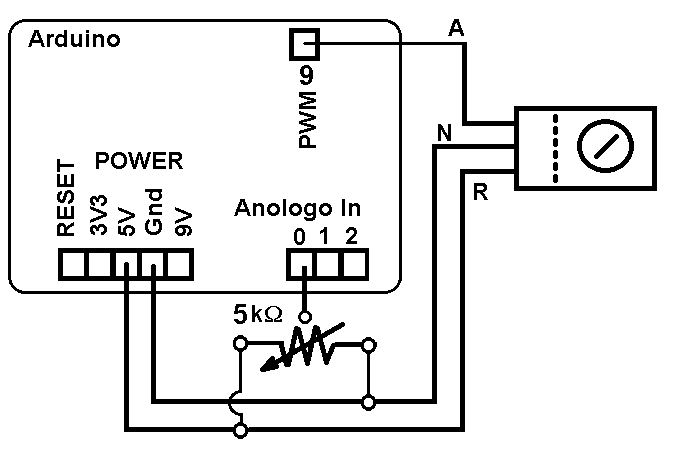 Arduino
A
9
PWM
N
POWER
RESET
3V3
5V
Gnd
9V
R
Anologo In
0 1 2
5kΩ